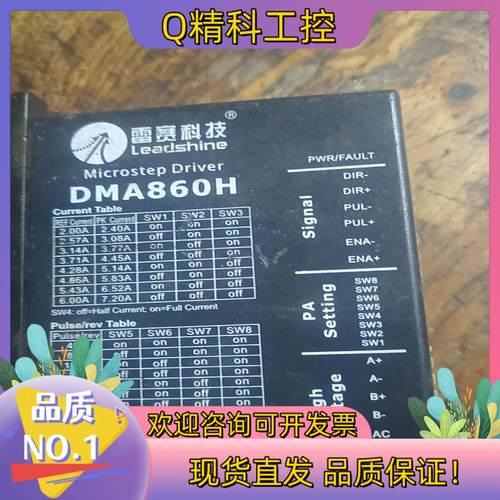 Q精科工控
雷赛科技®
Leadshine
Microstep Driver
DMA860H
Current Table
REF Current PK Current SW1 SW2 SW3
2.00A 2.40A on on on
2.57A 3.08A off on on
3.14A 3.77A on off on
3.71A 4.45A off off on
4.28A 5.14A on on off
4.86A 5.83A off on off
5.43A 6.52A on off off
6.00A 7.20A off off off
SW4: off=Half Current; on=Full Current
Pulse/rev Table
Pulse/rev SW5 SW6 SW7 SW8
PWR/FAULT
Signal
DIR-
DIR+
PUL-
PUL+
ENA-
ENA+
PA Setting
SW8
SW7
SW6
SW5
SW4
SW3
SW2
SW1
A+
A-
B+
B-
AC
品质
NO.1
欢迎咨询可开发票
现货直发 品质保证！